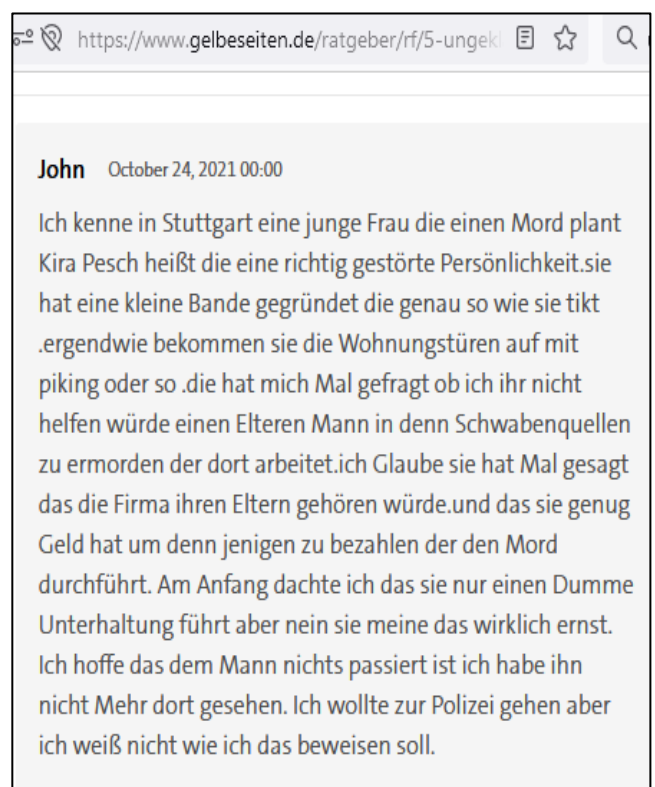 https://www.gelbeseiten.de/ratgeber/rf/5-ungekl
John October 24, 2021 00:00
Ich kenne in Stuttgart eine junge Frau die einen Mord plant
Kira Pesch heißt die eine richtig gestörte Persönlichkeit.sie
hat eine kleine Bande gegründet die genau so wie sie tikt
.ergendwie bekommen sie die Wohnungstüren auf mit
piking oder so .die hat mich Mal gefragt ob ich ihr nicht
helfen würde einen Elteren Mann in denn Schwabenquellen
zu ermorden der dort arbeitet.ich Glaube sie hat Mal gesagt
das die Firma ihren Eltern gehören würde.und das sie genug
Geld hat um denn jenigen zu bezahlen der den Mord
durchführt. Am Anfang dachte ich das sie nur einen Dumme
Unterhaltung führt aber nein sie meine das wirklich ernst.
Ich hoffe das dem Mann nichts passiert ist ich habe ihn
nicht Mehr dort gesehen. Ich wollte zur Polizei gehen aber
ich weiß nicht wie ich das beweisen soll.